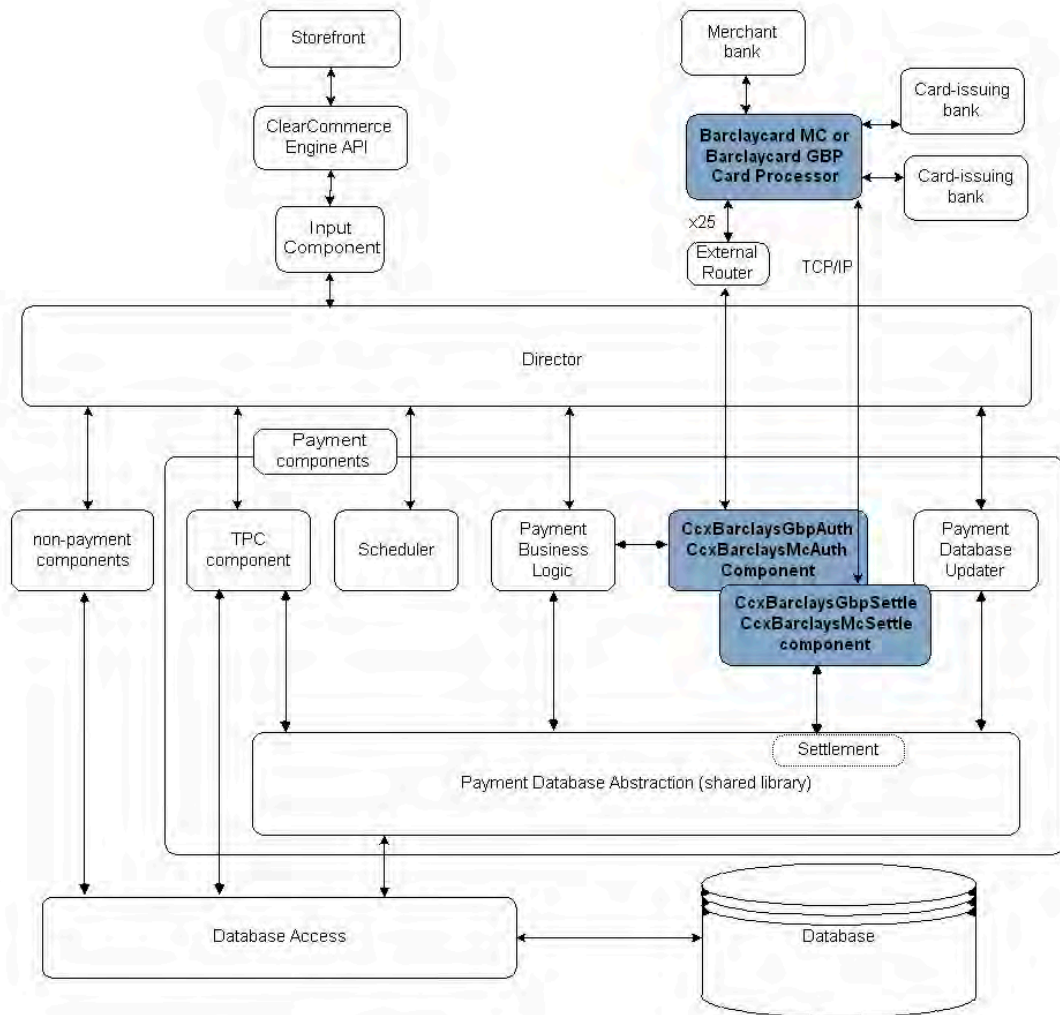 Storefront
Merchant
bank
Card-issuing
bank
ClearCommerce
Engine API
Barclaycard MC or
Barclaycard GBP
Card Processor
Card-issuing
bank
Input
Component
x25
External
Router
TCP/IP
Director
Payment
components
non-payment
components
TPC
component
Scheduler
Payment
Business
Logic
CcxBarclaysGbpAuth
CcxBarclaysMcAuth
Component
Payment
Database
Updater
CcxBarclaysGbpSettle
CcxBarclaysMcSettle
component
Settlement
Payment Database Abstraction (shared library)
Database Access
Database